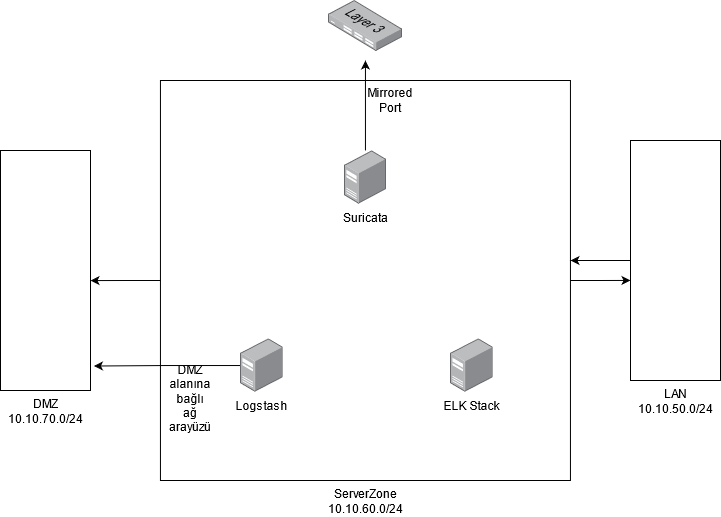 Layer 3
Mirrored
Port
Suricata
DMZ
alanına
bağlı
ağ
arayüzü
Logstash
ELK Stack
DMZ
10.10.70.0/24
LAN
10.10.50.0/24
ServerZone
10.10.60.0/24